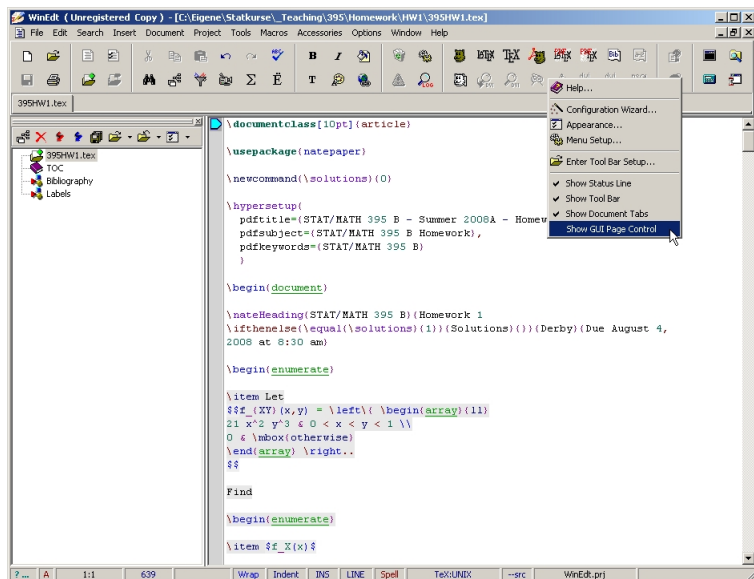 WinEdt ( Unregistered Copy ) - [C:\Eigene\Statkurse\_Teaching\395\Homework\HW1\395HW1.tex]
File Edit Search Insert Document Project Tools Macros Accessories Options Window Help
395HW1.tex
395HW1.tex
TOC
Bibliography
Labels
\documentclass[10pt]{article}
\usepackage{natepaper}
\newcommand{\solutions}{0}
\hypersetup{
pdftitle={STAT/MATH 395 B - Summer 2008A - Homew
pdfsubject={STAT/MATH 395 B Homework},
pdfkeywords={STAT/MATH 395 B}
}
\begin{document}
\nateHeading{STAT/MATH 395 B}{Homework 1
\ifthenelse{\equal{\solutions}{1}}{Solutions}{}}{Derby}{Due August 4,
2008 at 8:30 am}
\begin{enumerate}
\item Let
$$f_{XY}(x,y) = \left\{ \begin{array}{ll}
21 x^2 y^3 & 0 < x < y < 1 \\
0 & \mbox{otherwise}
\end{array} \right..
$$
Find
\begin{enumerate}
\item $f_X(x)$
Help...
Configuration Wizard...
Appearance...
Menu Setup...
Enter Tool Bar Setup...
Show Status Line
Show Tool Bar
Show Document Tabs
Show GUI Page Control
? ... A 1:1 639 Wrap Indent INS LINE Spell TeX:UNIX --src WinEdt.prj